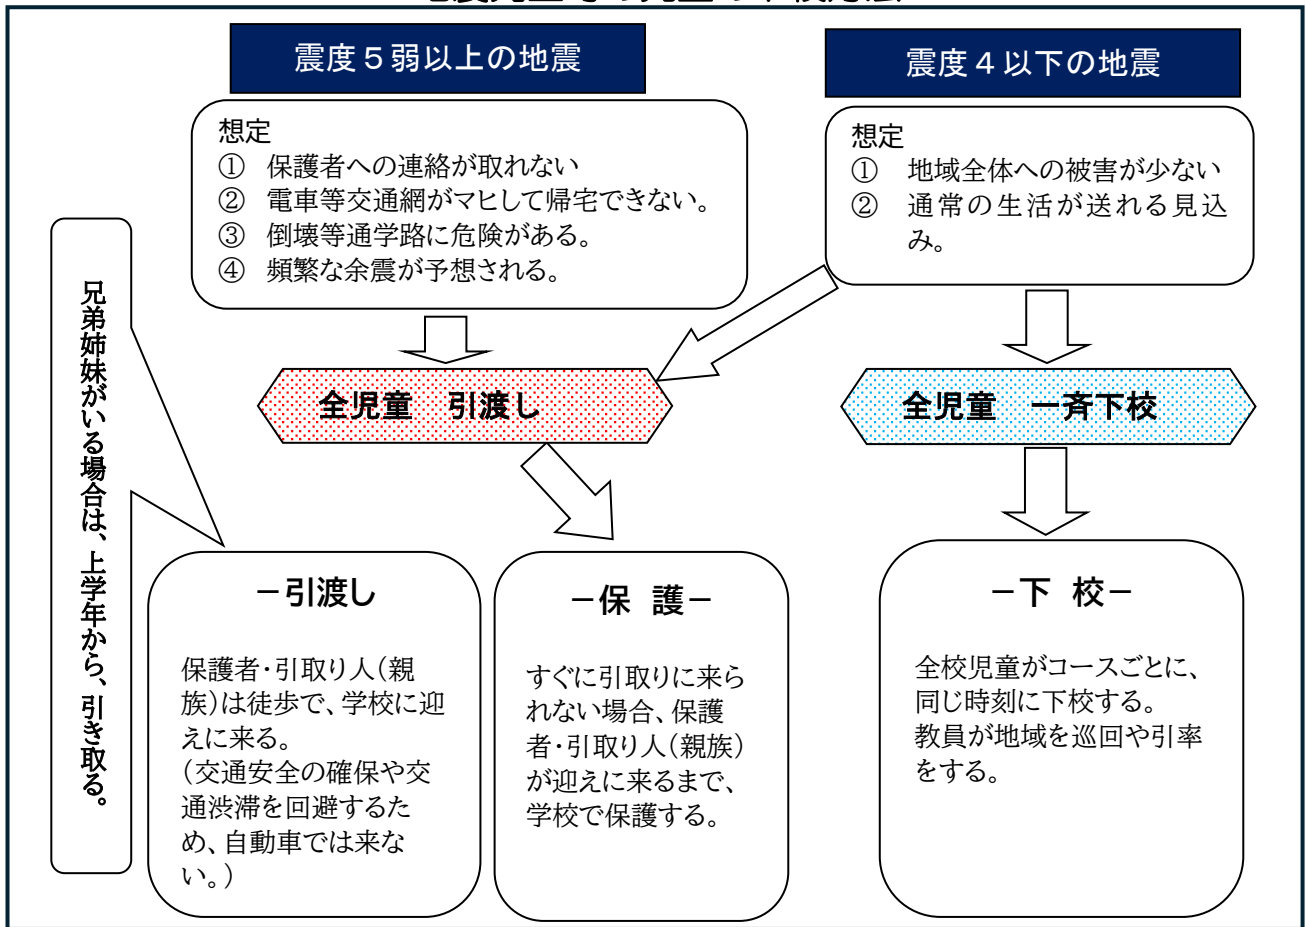 震度５弱以上の地震
想定
① 保護者への連絡が取れない
② 電車等交通網がマヒして帰宅できない。
③ 倒壊等通学路に危険がある。
④ 頻繁な余震が予想される。
震度４以下の地震
想定
① 地域全体への被害が少ない
② 通常の生活が送れる見込
み。
全児童　引渡し
全児童　一斉下校
兄弟姉妹がいる場合は、上学年から、引き取る。
－引渡し
保護者・引取り人（親
族）は徒歩で、学校に迎
えに来る。
（交通安全の確保や交
通渋滞を回避するた
め、自動車では来な
い。）
－保　護－
すぐに引取りに来ら
れない場合、保護
者・引取り人（親族）
が迎えに来るまで、
学校で保護する。
－下　校－
全校児童がコースごとに、
同じ時刻に下校する。
教員が地域を巡回や引率
をする。